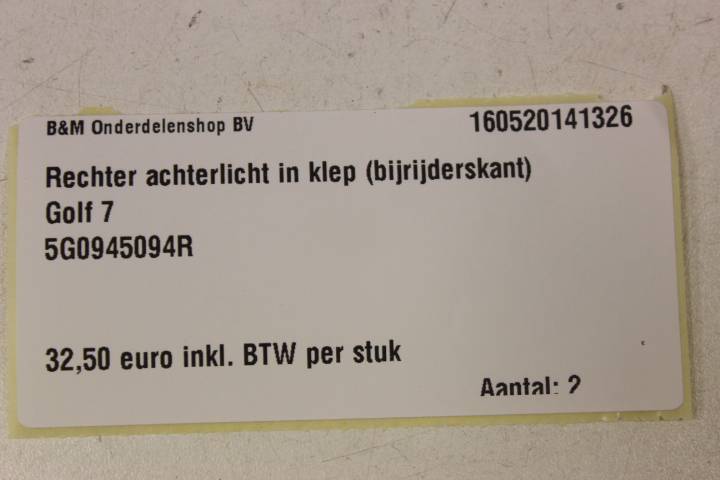 B&M Onderdelenshop BV 160520141326
Rechter achterlicht in klep (bijrijderskant)
Golf 7
5G0945094R
32,50 euro inkl. BTW per stuk
Aantal: 2